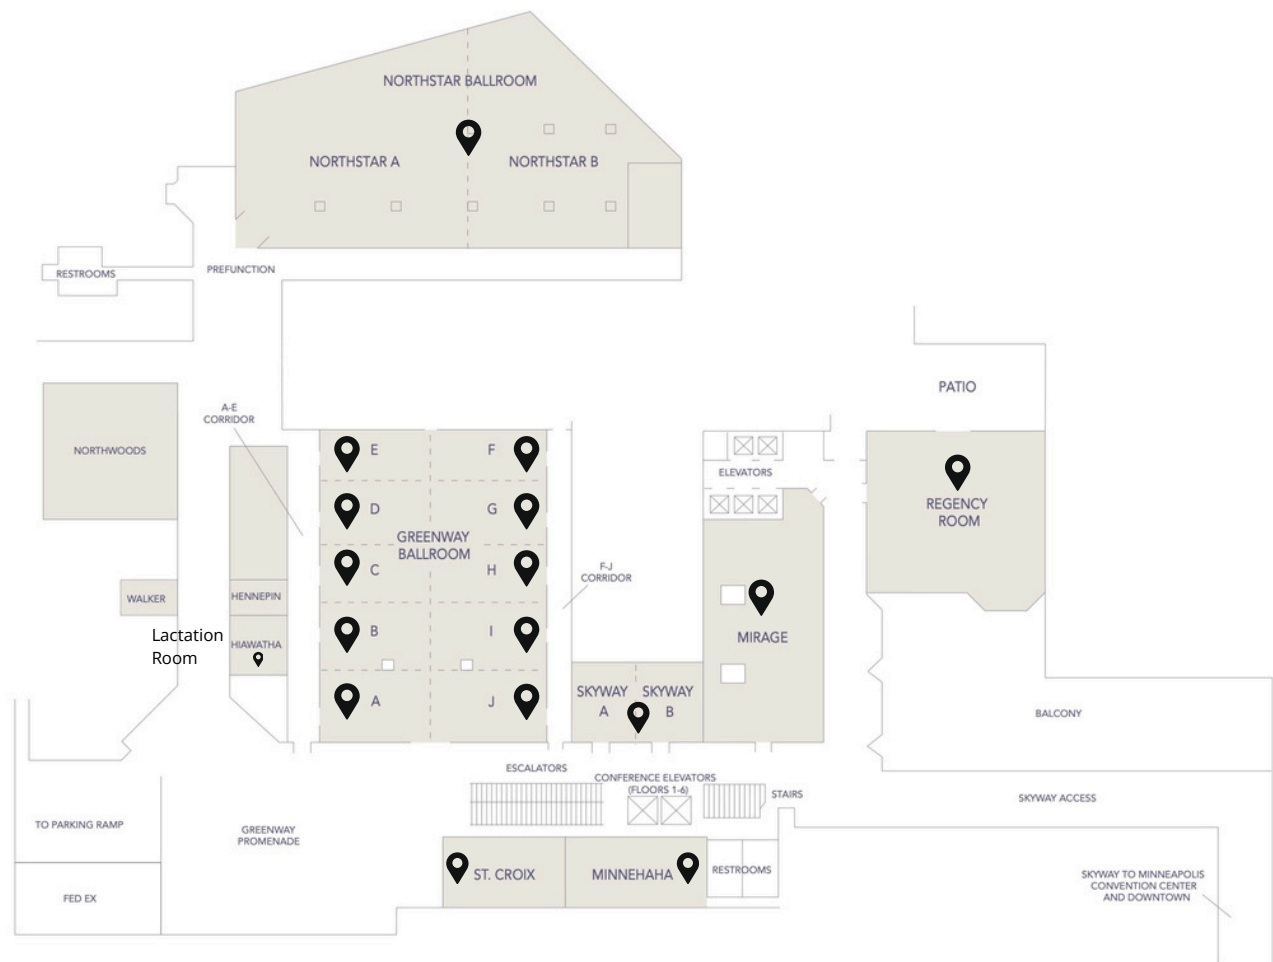 NORTHSTAR BALLROOM
NORTHSTAR A
NORTHSTAR B
RESTROOMS
PREFUNCTION
PATIO
A-E
CORRIDOR
NORTHWOODS
E
F
ELEVATORS
REGENCY
ROOM
D
G
GREENWAY
BALLROOM
C
H
F-J
CORRIDOR
WALKER
HENNEPIN
Lactation
Room
HIAWATHA
B
I
MIRAGE
A
J
SKYWAY
A
SKYWAY
B
BALCONY
ESCALATORS
CONFERENCE ELEVATORS
(FLOORS 1-6)
STAIRS
SKYWAY ACCESS
TO PARKING RAMP
GREENWAY
PROMENADE
ST. CROIX
MINNEHAHA
RESTROOMS
FED EX
SKYWAY TO MINNEAPOLIS
CONVENTION CENTER
AND DOWNTOWN